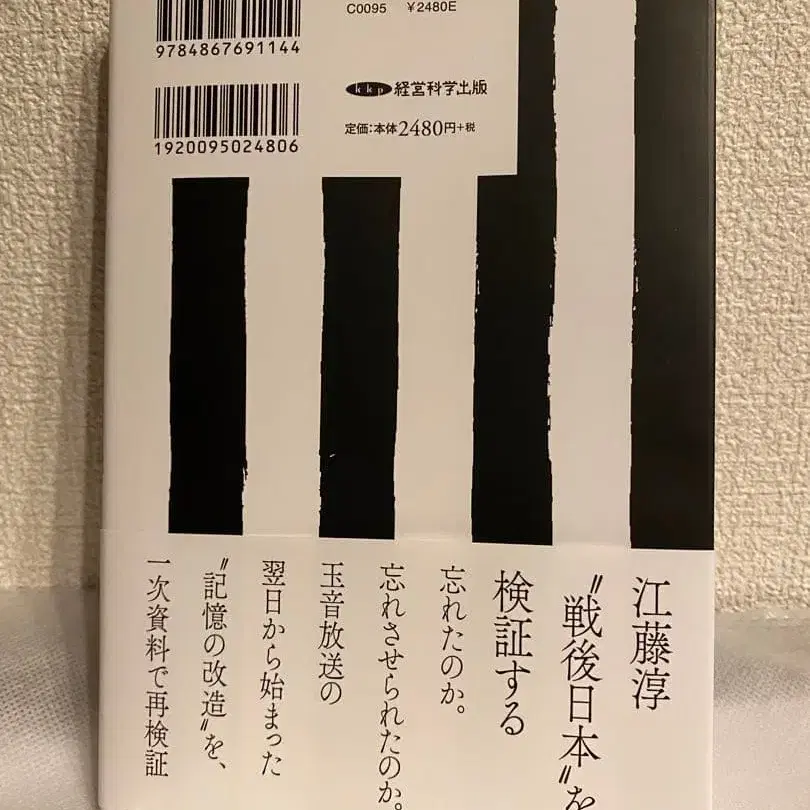 C0095 ¥2480E
9784867691144
kkp 経営科学出版
1920095024806
定価:本体2480円+税
江藤淳
〝戦後日本〟を
検証する
忘れたのか。
忘れさせられたのか。
玉音放送の
翌日から始まった
〝記憶の改造〟を、
一次資料で再検証